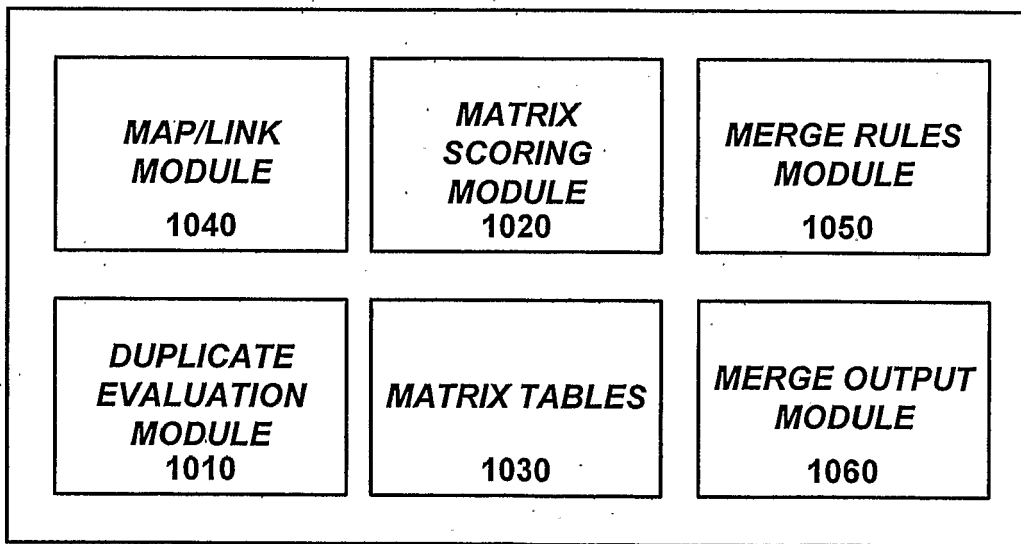 MAP/LINK
MODULE
1040
MATRIX
SCORING
MODULE
1020
MERGE RULES
MODULE
1050
DUPLICATE
EVALUATION
MODULE
1010
MATRIX TABLES
1030
MERGE OUTPUT
MODULE
1060